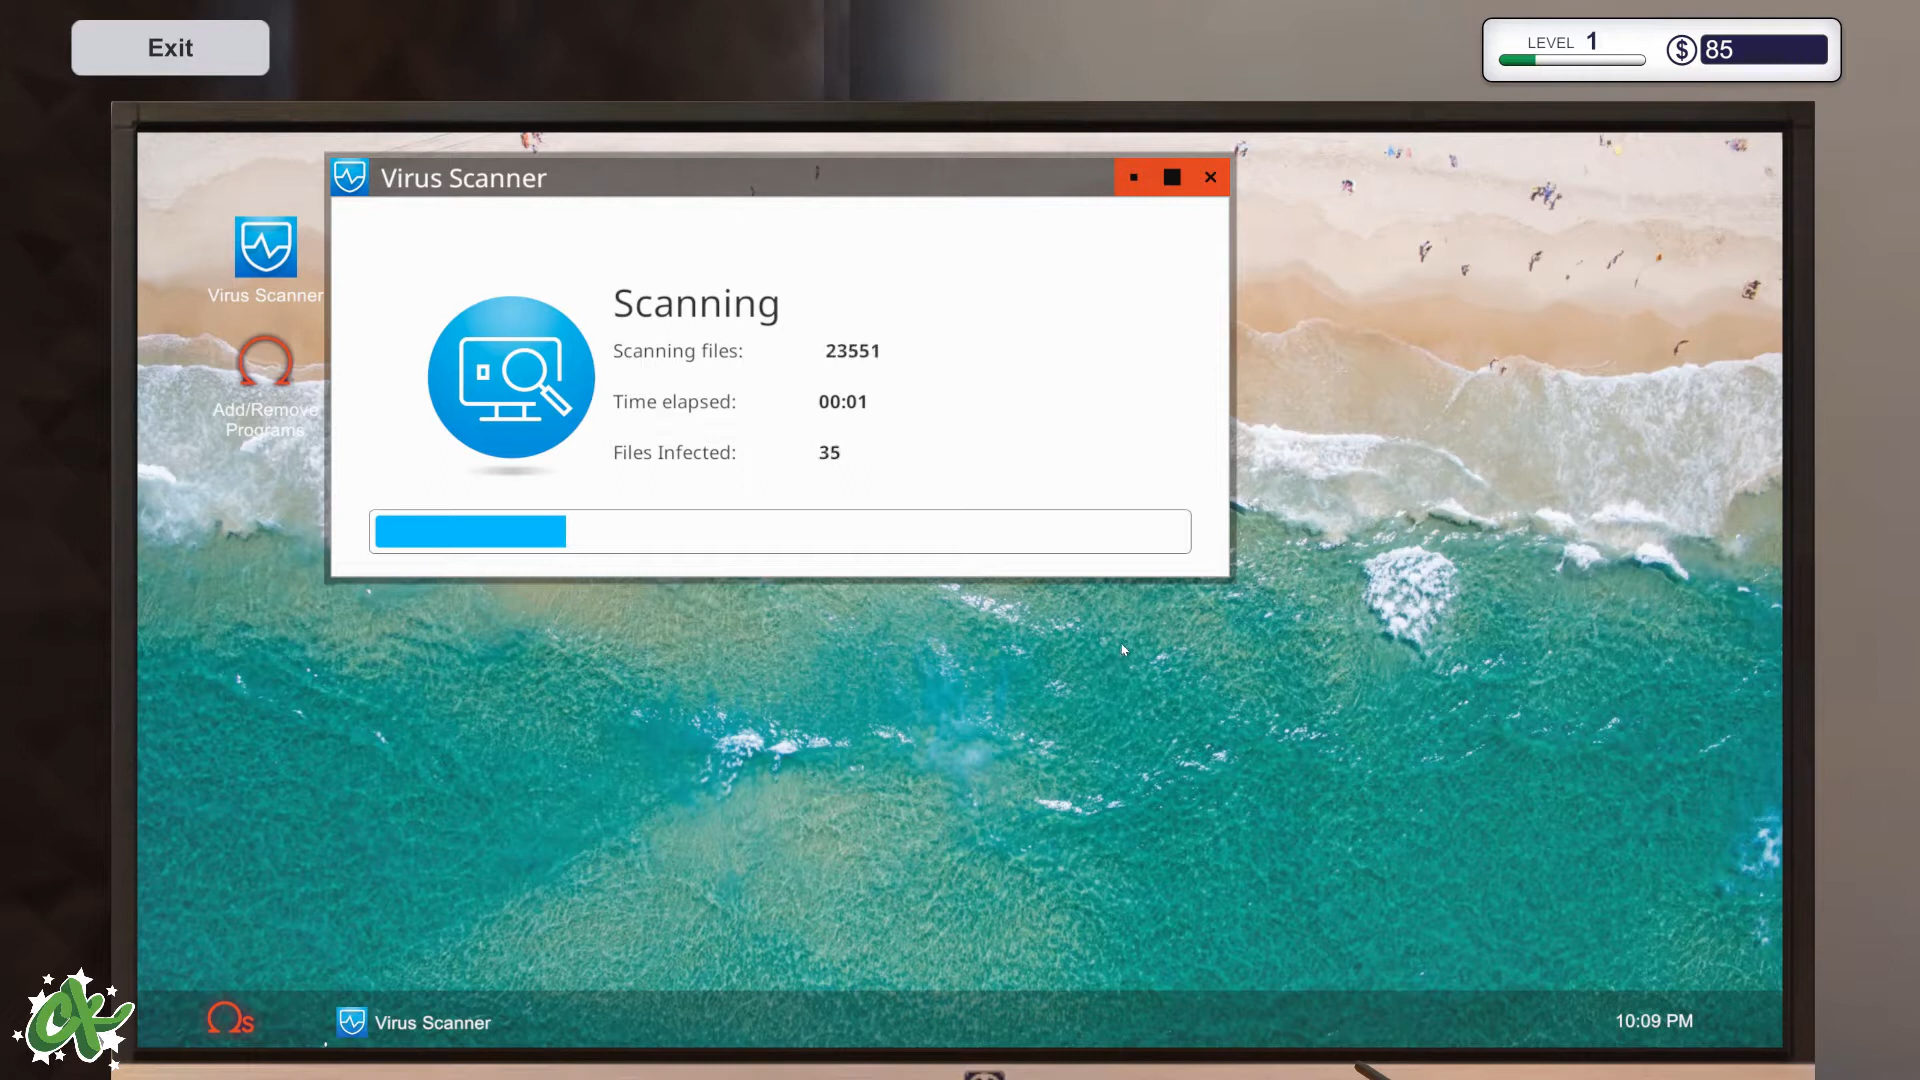 Exit
LEVEL 1
$ 85
Virus Scanner
Virus Scanner
Add/Remove
Programs
Scanning
Scanning files: 23551
Time elapsed: 00:01
Files Infected: 35
Ωs
Virus Scanner
10:09 PM